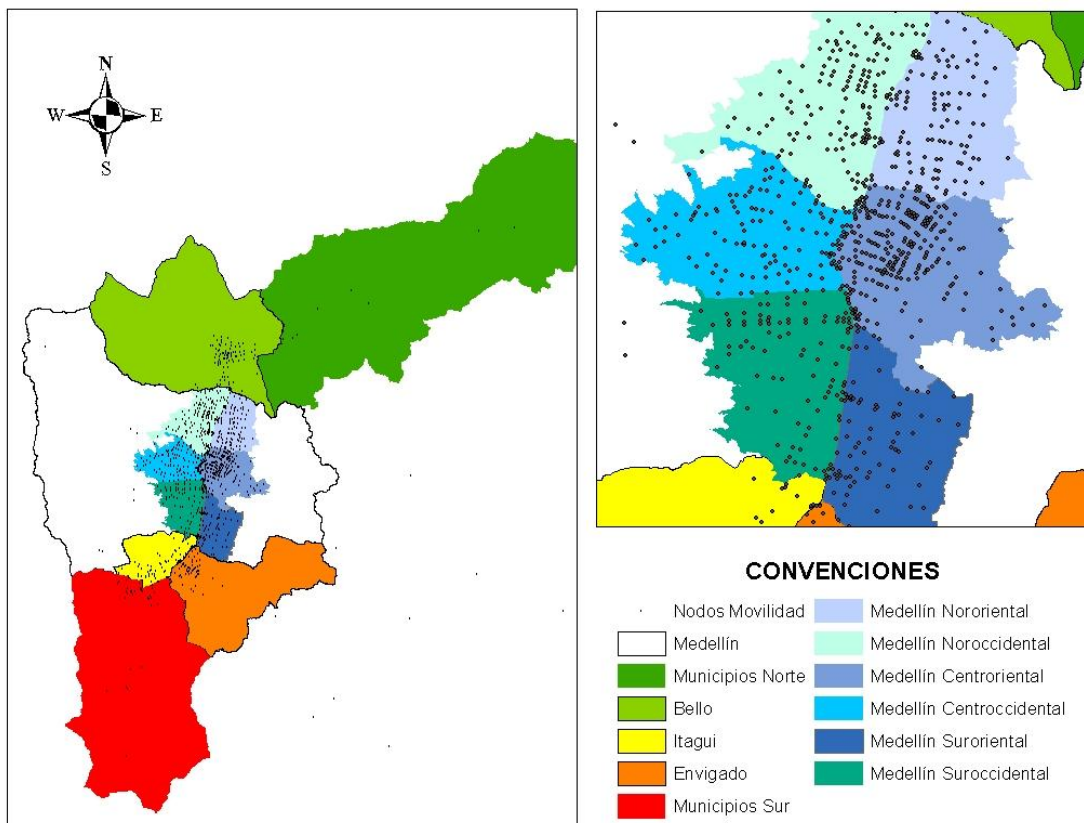 N
W E
S
CONVENCIONES
Nodos Movilidad
Medellín
Municipios Norte
Bello
Itagui
Envigado
Municipios Sur
Medellín Nororiental
Medellín Noroccidental
Medellín Centroriental
Medellín Centroccidental
Medellín Suroriental
Medellín Suroccidental